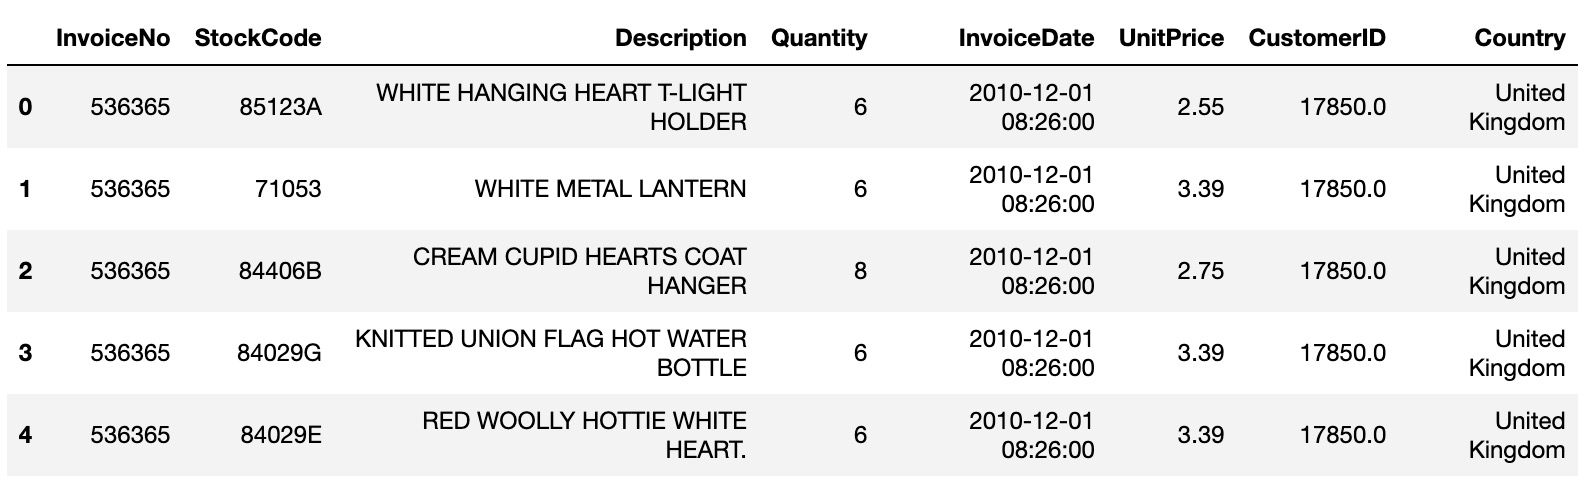 InvoiceNo StockCode Description Quantity InvoiceDate UnitPrice CustomerID Country
0 536365 85123A WHITE HANGING HEART T-LIGHT HOLDER 6 2010-12-01 08:26:00 2.55 17850.0 United Kingdom
1 536365 71053 WHITE METAL LANTERN 6 2010-12-01 08:26:00 3.39 17850.0 United Kingdom
2 536365 84406B CREAM CUPID HEARTS COAT HANGER 8 2010-12-01 08:26:00 2.75 17850.0 United Kingdom
3 536365 84029G KNITTED UNION FLAG HOT WATER BOTTLE 6 2010-12-01 08:26:00 3.39 17850.0 United Kingdom
4 536365 84029E RED WOOLLY HOTTIE WHITE HEART. 6 2010-12-01 08:26:00 3.39 17850.0 United Kingdom